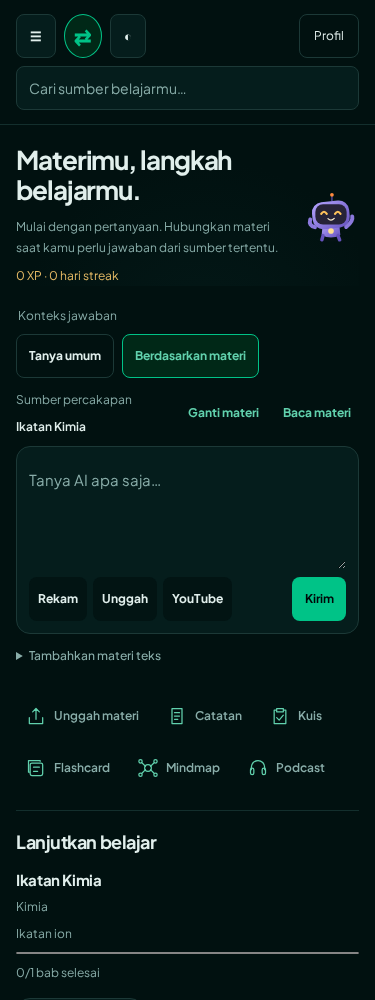 Profil
Cari sumber belajarmu...
Materimu, langkah
belajarmu.
Mulai dengan pertanyaan. Hubungkan materi
saat kamu perlu jawaban dari sumber tertentu.
0 XP · 0 hari streak
Konteks jawaban
Tanya umum
Berdasarkan materi
Sumber percakapan
Ikatan Kimia
Ganti materi
Baca materi
Tanya AI apa saja...
Rekam
Unggah
YouTube
Kirim
Tambahkan materi teks
Unggah materi
Catatan
Kuis
Flashcard
Mindmap
Podcast
Lanjutkan belajar
Ikatan Kimia
Kimia
Ikatan ion
0/1 bab selesai